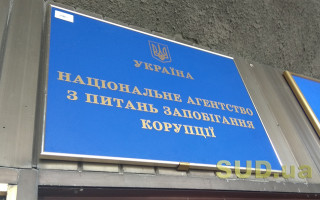 УКРАЇНА
НАЦІОНАЛЬНЕ АГЕНТСТВО
З ПИТАНЬ ЗАПОБІГАННЯ
КОРУПЦІЇ
SUD.ua